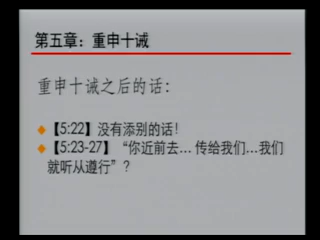 第五章：重申十诫
重申十诫之后的话：
【5:22】没有添别的话！
【5:23-27】“你近前去…传给我们…我们
就听从遵行”？